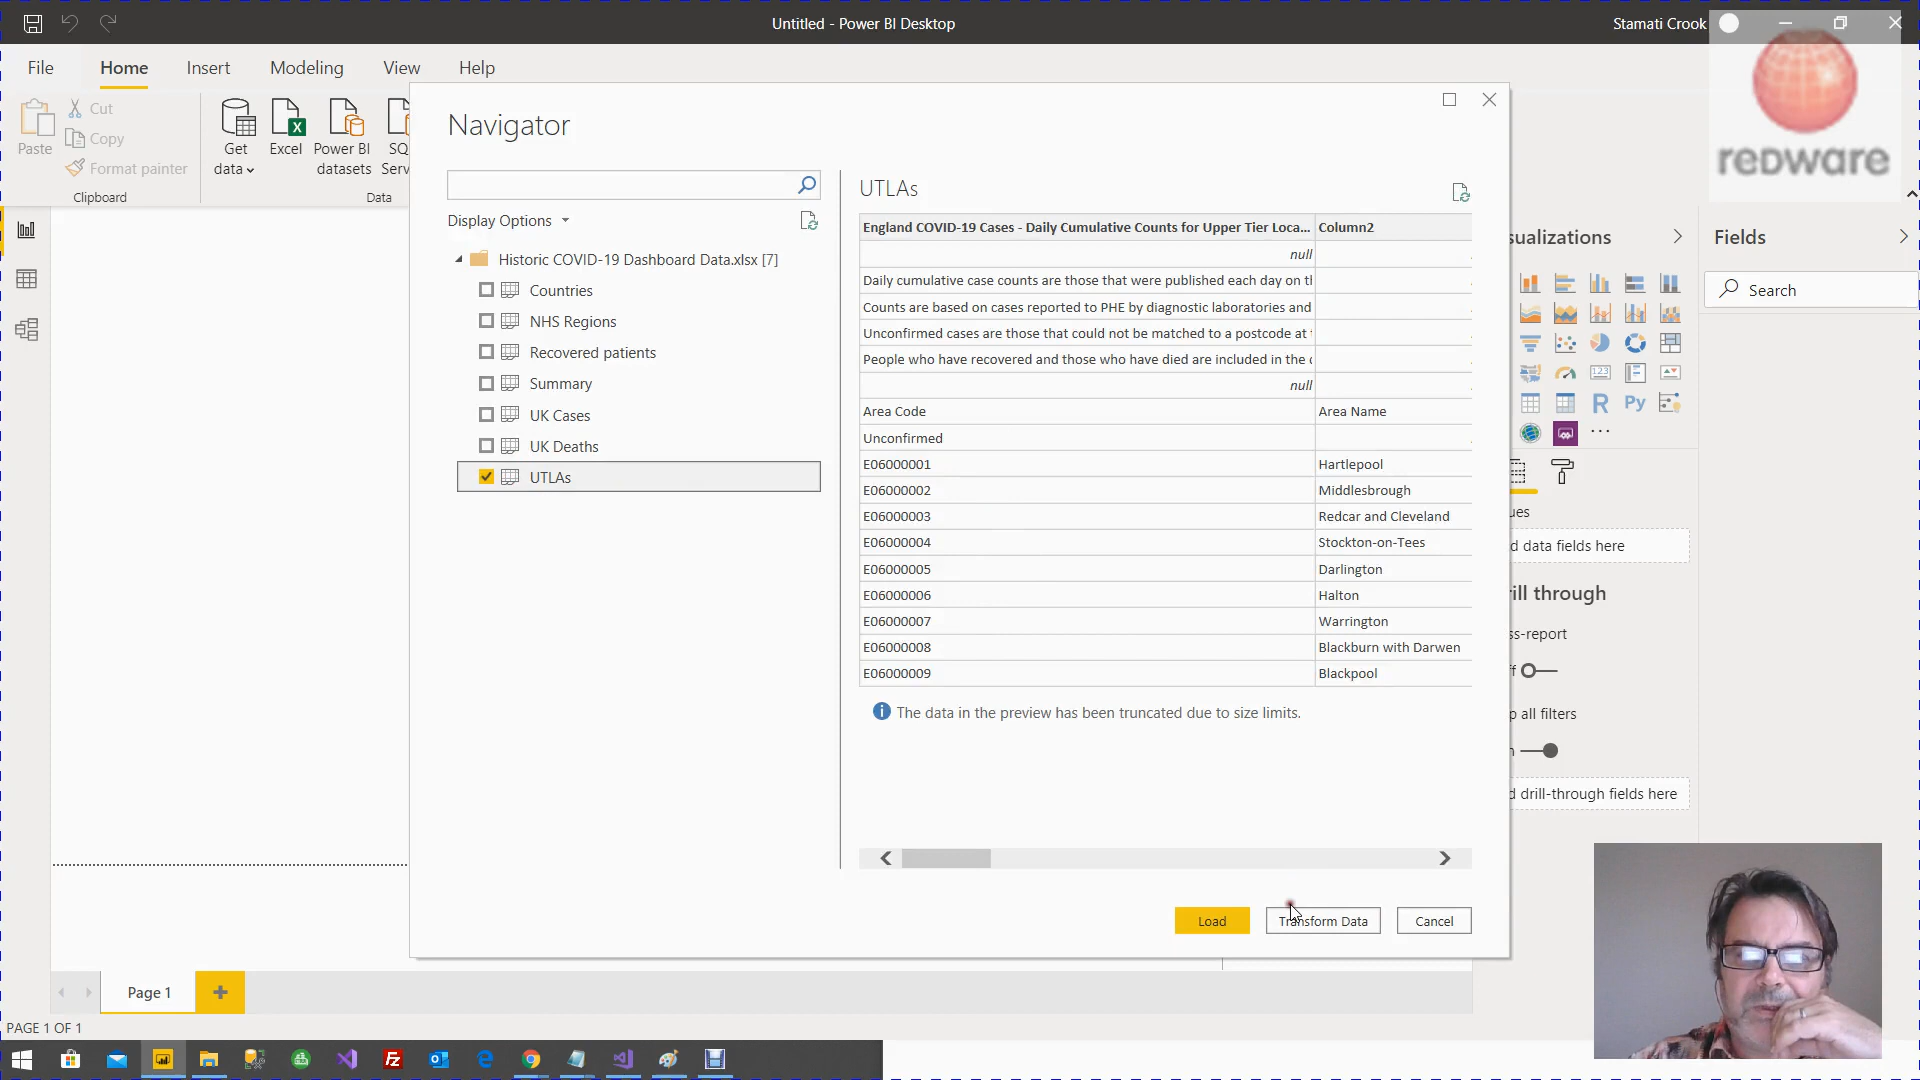 Untitled - Power BI Desktop
Stamati Crook
File
Home
Insert
Modeling
View
Help
redware
Paste
Cut
Copy
Format painter
Clipboard
Get data
Excel
Power BI datasets
SQ
Serv
Data
Navigator
Display Options
Historic COVID-19 Dashboard Data.xlsx [7]
Countries
NHS Regions
Recovered patients
Summary
UK Cases
UK Deaths
UTLAs
UTLAs
England COVID-19 Cases - Daily Cumulative Counts for Upper Tier Loca... Column2
null
Daily cumulative case counts are those that were published each day on tl
Counts are based on cases reported to PHE by diagnostic laboratories and
Unconfirmed cases are those that could not be matched to a postcode at
People who have recovered and those who have died are included in the c
null
Area Code Area Name
Unconfirmed
E06000001 Hartlepool
E06000002 Middlesbrough
E06000003 Redcar and Cleveland
E06000004 Stockton-on-Tees
E06000005 Darlington
E06000006 Halton
E06000007 Warrington
E06000008 Blackburn with Darwen
E06000009 Blackpool
The data in the preview has been truncated due to size limits.
Load
Transform Data
Cancel
sualizations
Fields
Search
123
R
Py
ues
d data fields here
ill through
ss-report
f
p all filters
n
d drill-through fields here
Page 1
PAGE 1 OF 1